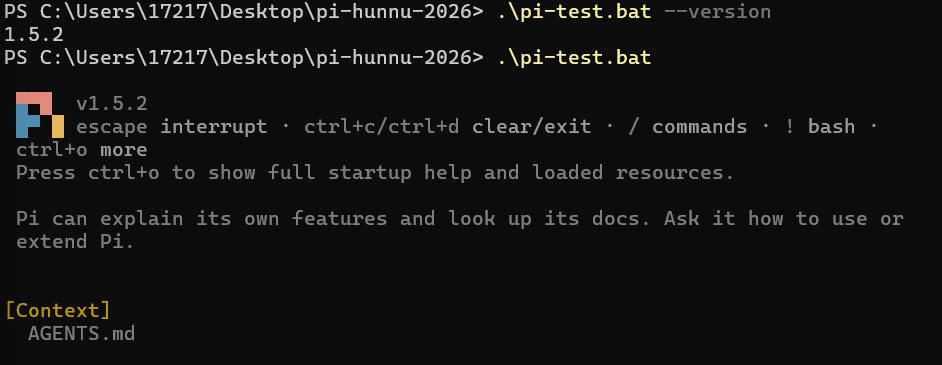 PS C:\Users\17217\Desktop\pi-hunnu-2026> .\pi-test.bat --version
1.5.2
PS C:\Users\17217\Desktop\pi-hunnu-2026> .\pi-test.bat
v1.5.2
escape interrupt · ctrl+c/ctrl+d clear/exit · / commands · ! bash ·
ctrl+o more
Press ctrl+o to show full startup help and loaded resources.
Pi can explain its own features and look up its docs. Ask it how to use or
extend Pi.
[Context]
AGENTS.md